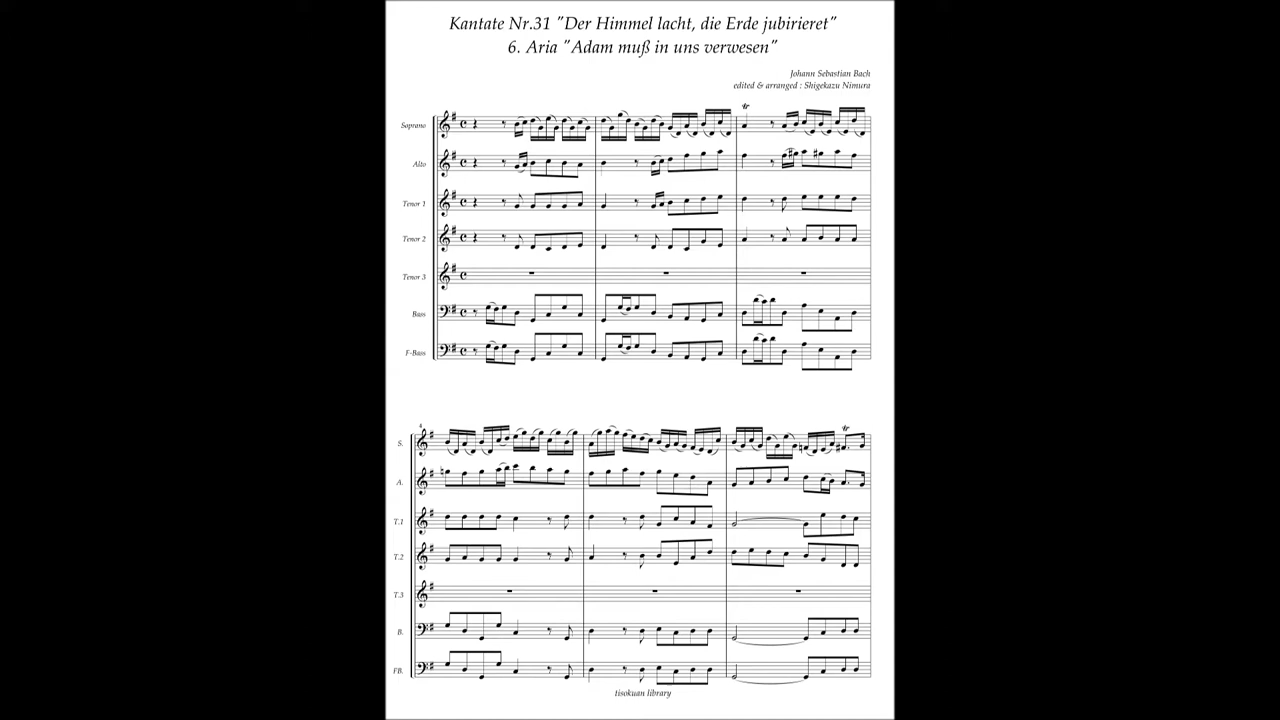 Kantate Nr.31 "Der Himmel lacht, die Erde jubirieret"
6. Aria "Adam muß in uns verwesen"
Johann Sebastian Bach
edited & arranged : Shigekazu Nimura
Soprano
Alto
Tenor 1
Tenor 2
Tenor 3
Bass
F-Bass
4
S.
A.
T.1
T.2
T.3
B.
FB.
tisokuan library